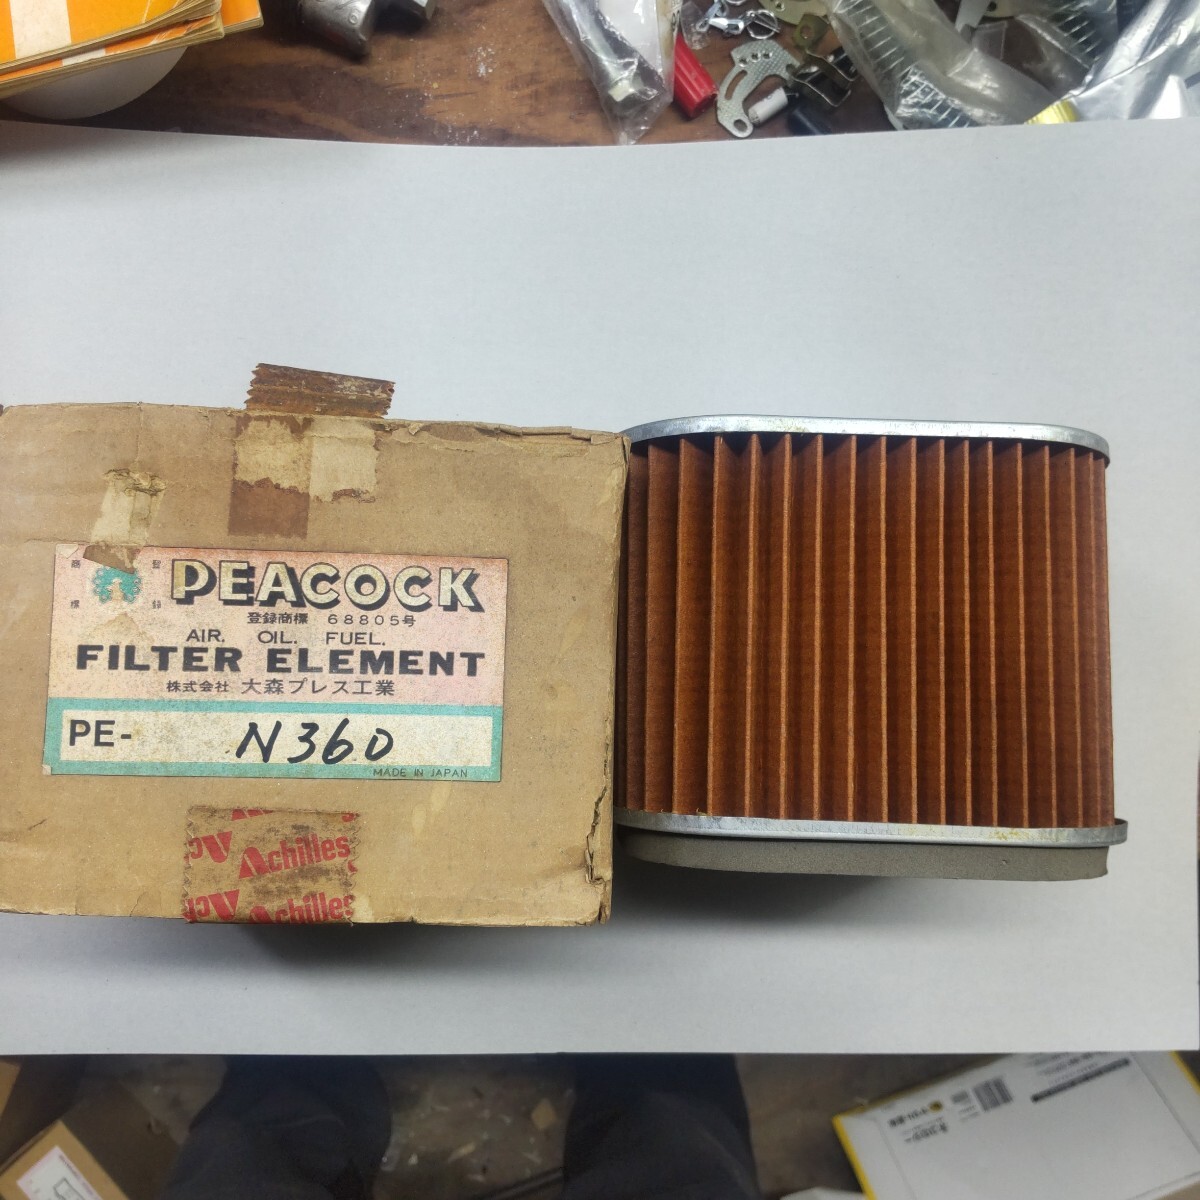 登録
商標
PEACOCK
登録商標 68805号
AIR. OIL. FUEL.
FILTER ELEMENT
株式会社 大森プレス工業
PE- N360
MADE IN JAPAN
Achilles
Achilles